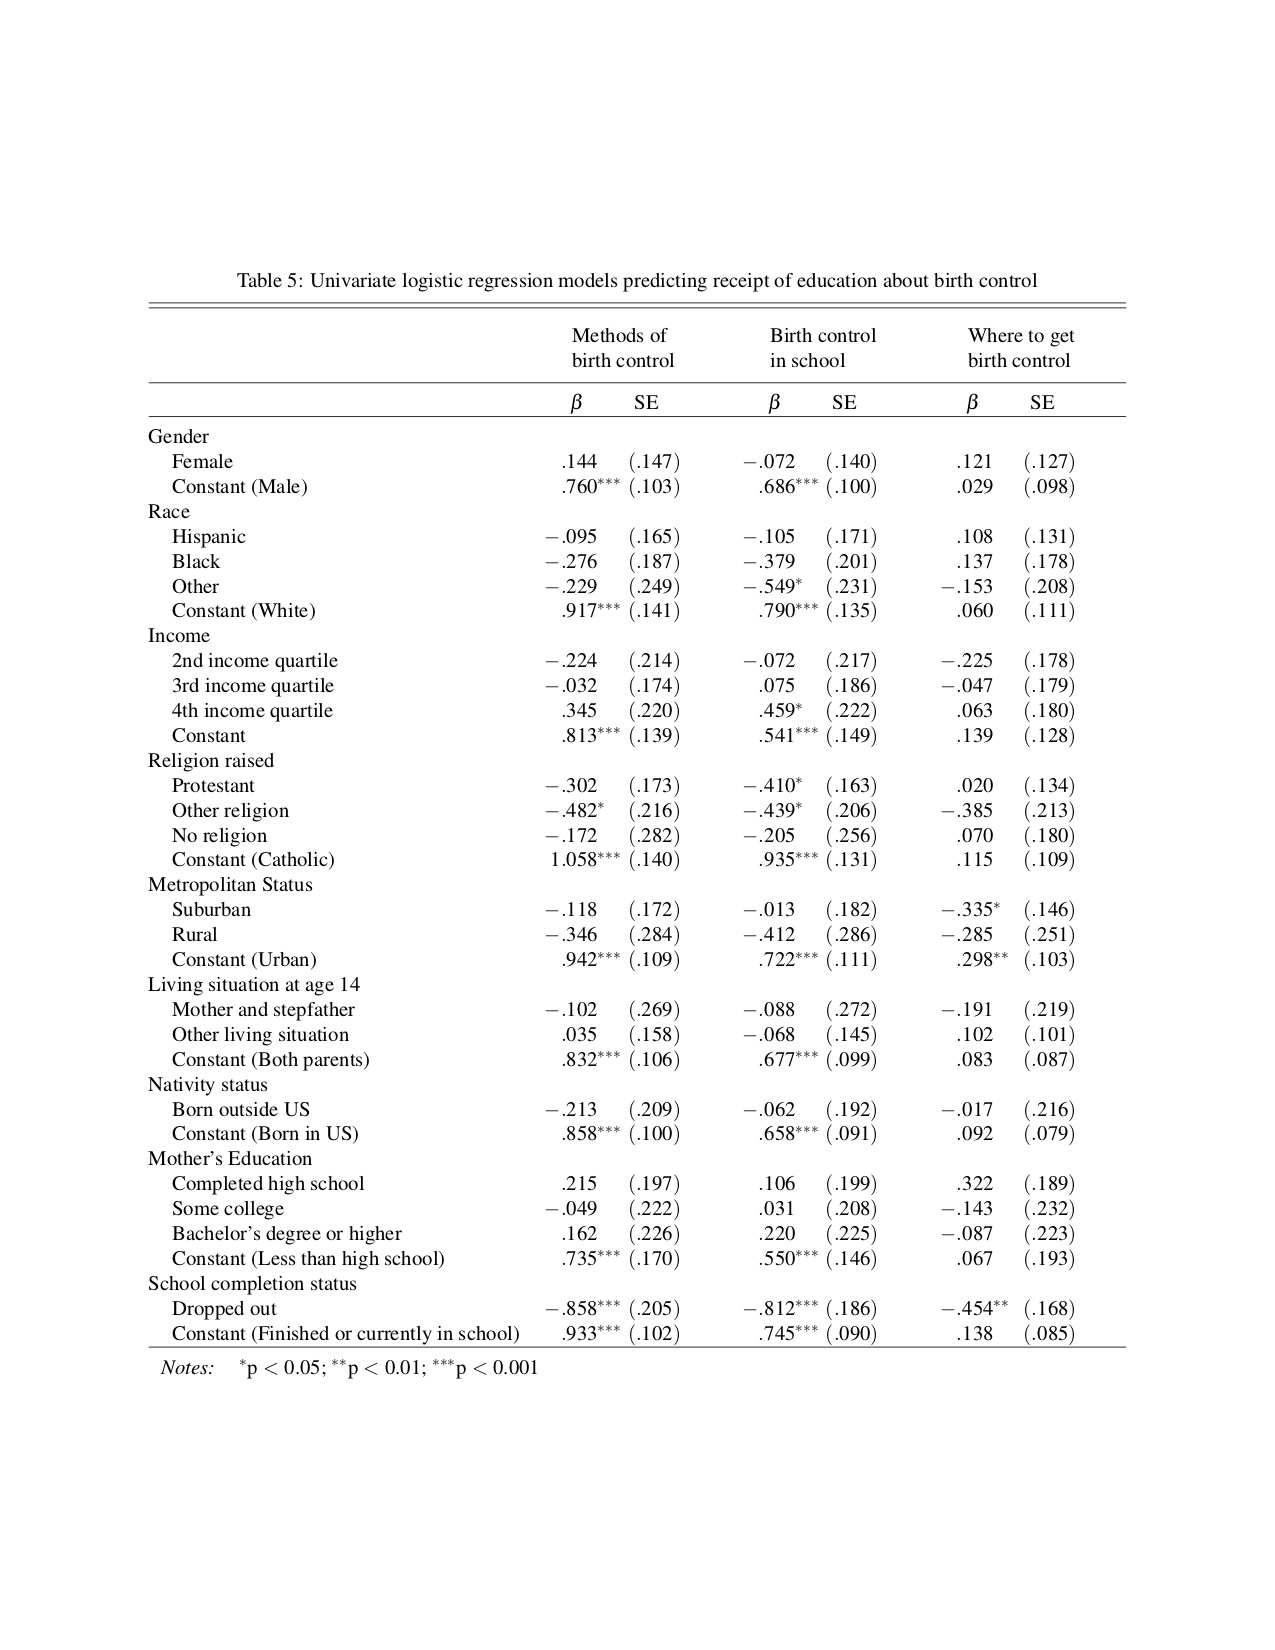 Table 5: Univariate logistic regression models predicting receipt of education about birth control
Methods of birth control Birth control in school Where to get birth control
β SE β SE β SE
Gender
Female .144 (.147) −.072 (.140) .121 (.127)
Constant (Male) .760*** (.103) .686*** (.100) .029 (.098)
Race
Hispanic −.095 (.165) −.105 (.171) .108 (.131)
Black −.276 (.187) −.379 (.201) .137 (.178)
Other −.229 (.249) −.549* (.231) −.153 (.208)
Constant (White) .917*** (.141) .790*** (.135) .060 (.111)
Income
2nd income quartile −.224 (.214) −.072 (.217) −.225 (.178)
3rd income quartile −.032 (.174) .075 (.186) −.047 (.179)
4th income quartile .345 (.220) .459* (.222) .063 (.180)
Constant .813*** (.139) .541*** (.149) .139 (.128)
Religion raised
Protestant −.302 (.173) −.410* (.163) .020 (.134)
Other religion −.482* (.216) −.439* (.206) −.385 (.213)
No religion −.172 (.282) −.205 (.256) .070 (.180)
Constant (Catholic) 1.058*** (.140) .935*** (.131) .115 (.109)
Metropolitan Status
Suburban −.118 (.172) −.013 (.182) −.335* (.146)
Rural −.346 (.284) −.412 (.286) −.285 (.251)
Constant (Urban) .942*** (.109) .722*** (.111) .298** (.103)
Living situation at age 14
Mother and stepfather −.102 (.269) −.088 (.272) −.191 (.219)
Other living situation .035 (.158) −.068 (.145) .102 (.101)
Constant (Both parents) .832*** (.106) .677*** (.099) .083 (.087)
Nativity status
Born outside US −.213 (.209) −.062 (.192) −.017 (.216)
Constant (Born in US) .858*** (.100) .658*** (.091) .092 (.079)
Mother's Education
Completed high school .215 (.197) .106 (.199) .322 (.189)
Some college −.049 (.222) .031 (.208) −.143 (.232)
Bachelor's degree or higher .162 (.226) .220 (.225) −.087 (.223)
Constant (Less than high school) .735*** (.170) .550*** (.146) .067 (.193)
School completion status
Dropped out −.858*** (.205) −.812*** (.186) −.454** (.168)
Constant (Finished or currently in school) .933*** (.102) .745*** (.090) .138 (.085)
Notes: *p < 0.05; **p < 0.01; ***p < 0.001